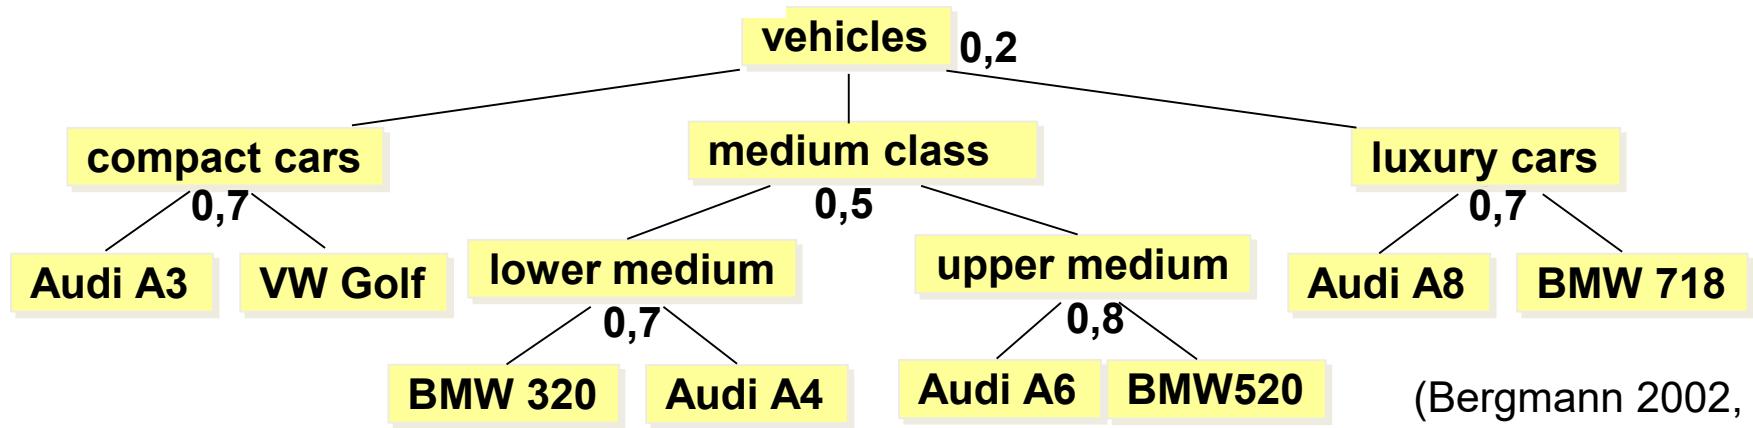 vehicles 0,2
compact cars medium class luxury cars
0,7 0,5 0,7
Audi A3 VW Golf lower medium upper medium Audi A8 BMW 718
0,7 0,8
BMW 320 Audi A4 Audi A6 BMW520 (Bergmann 2002,